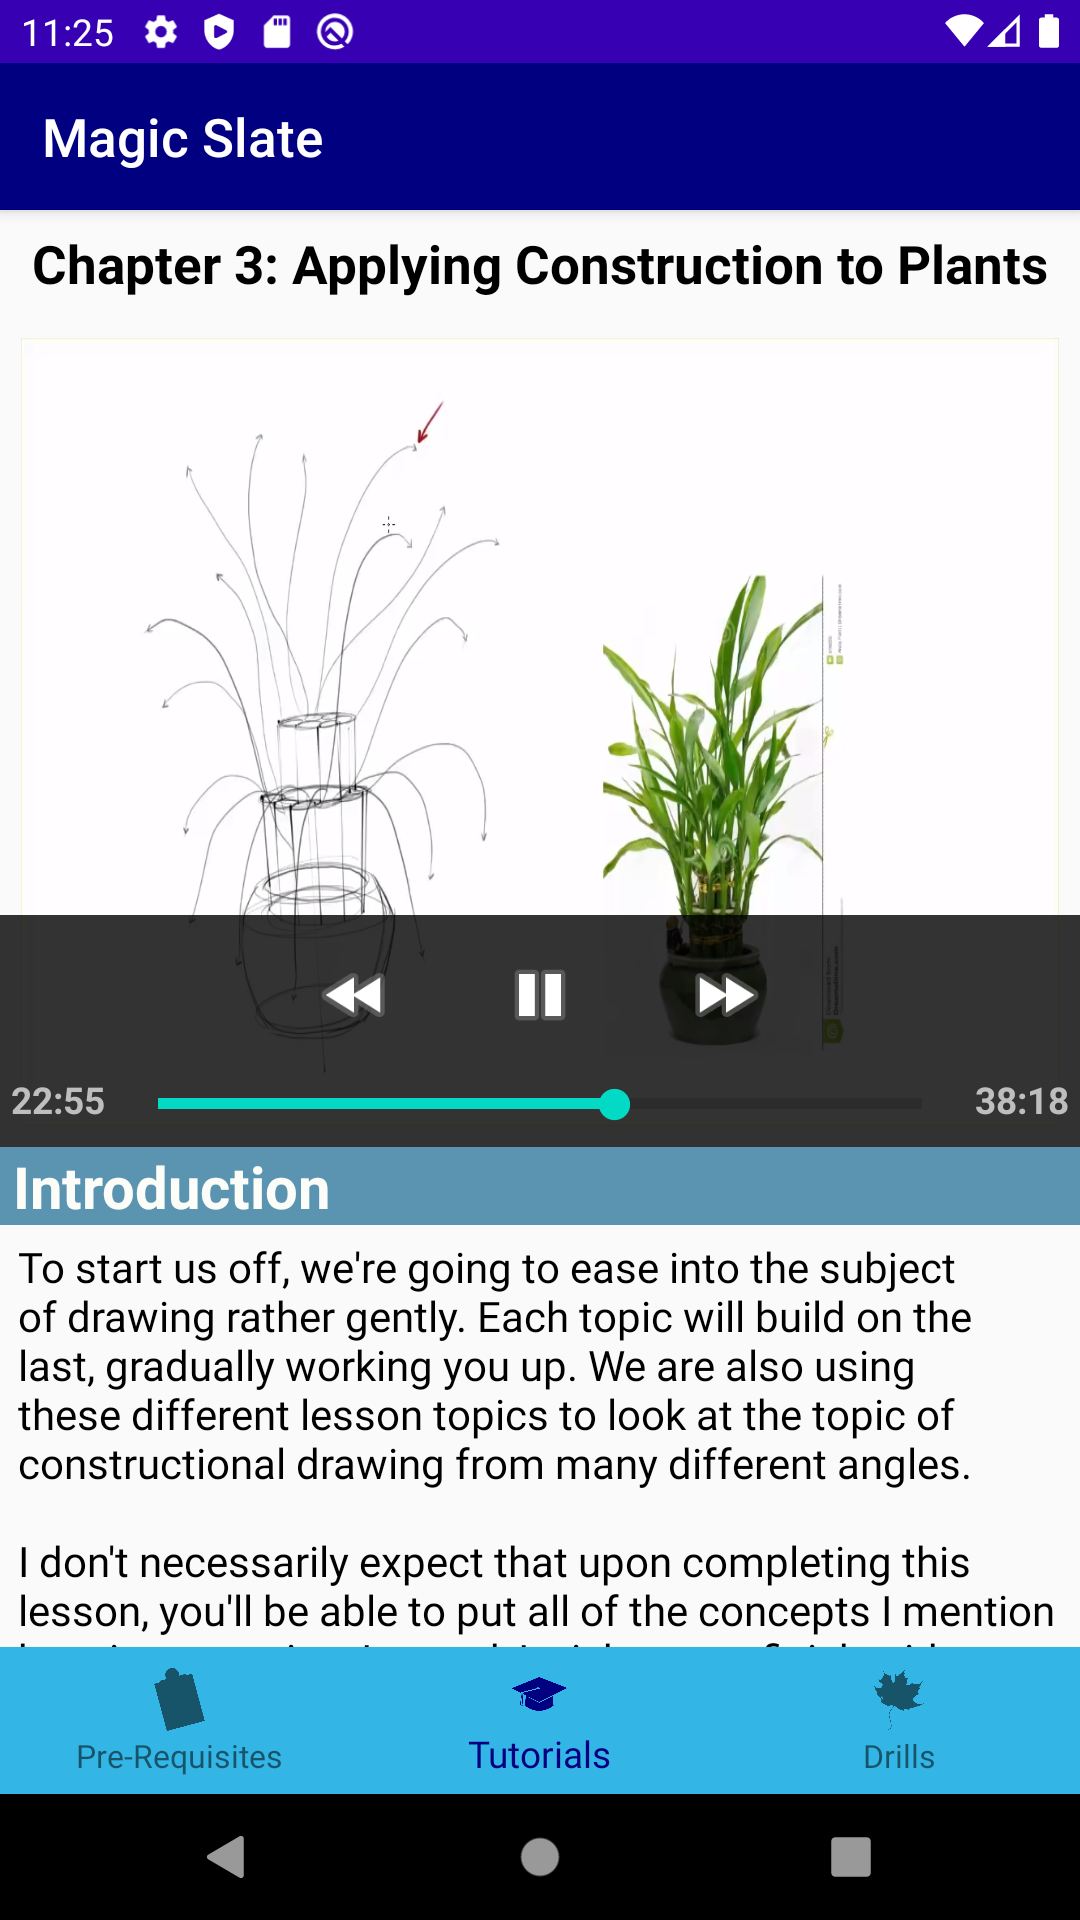 11:25
Magic Slate
Chapter 3: Applying Construction to Plants
22:55
38:18
Introduction
To start us off, we're going to ease into the subject
of drawing rather gently. Each topic will build on the
last, gradually working you up. We are also using
these different lesson topics to look at the topic of
constructional drawing from many different angles.
I don't necessarily expect that upon completing this
lesson, you'll be able to put all of the concepts I mention
Pre-Requisites
Tutorials
Drills